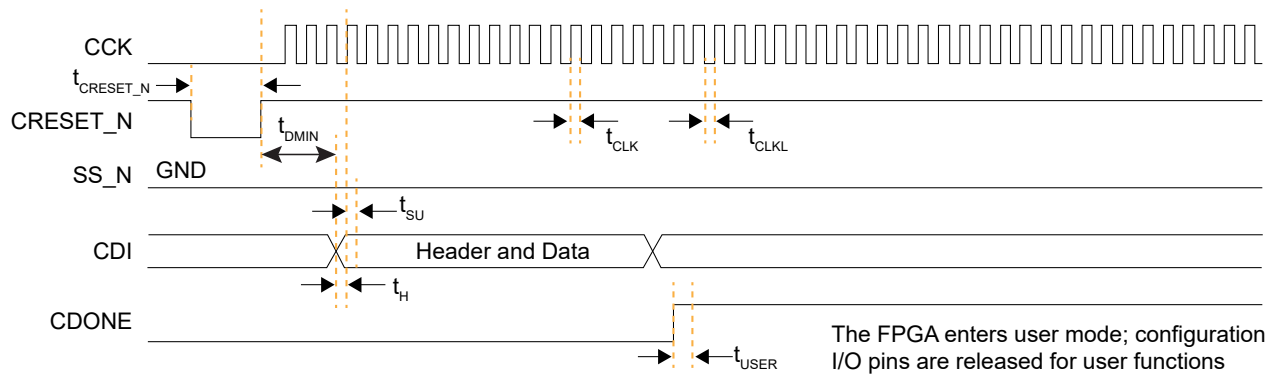 CCK
tCRESET_N
CRESET_N
tDMIN
tCLK
tCLKL
SS_N
GND
tSU
CDI
Header and Data
tH
CDONE
tUSER
The FPGA enters user mode; configuration
I/O pins are released for user functions